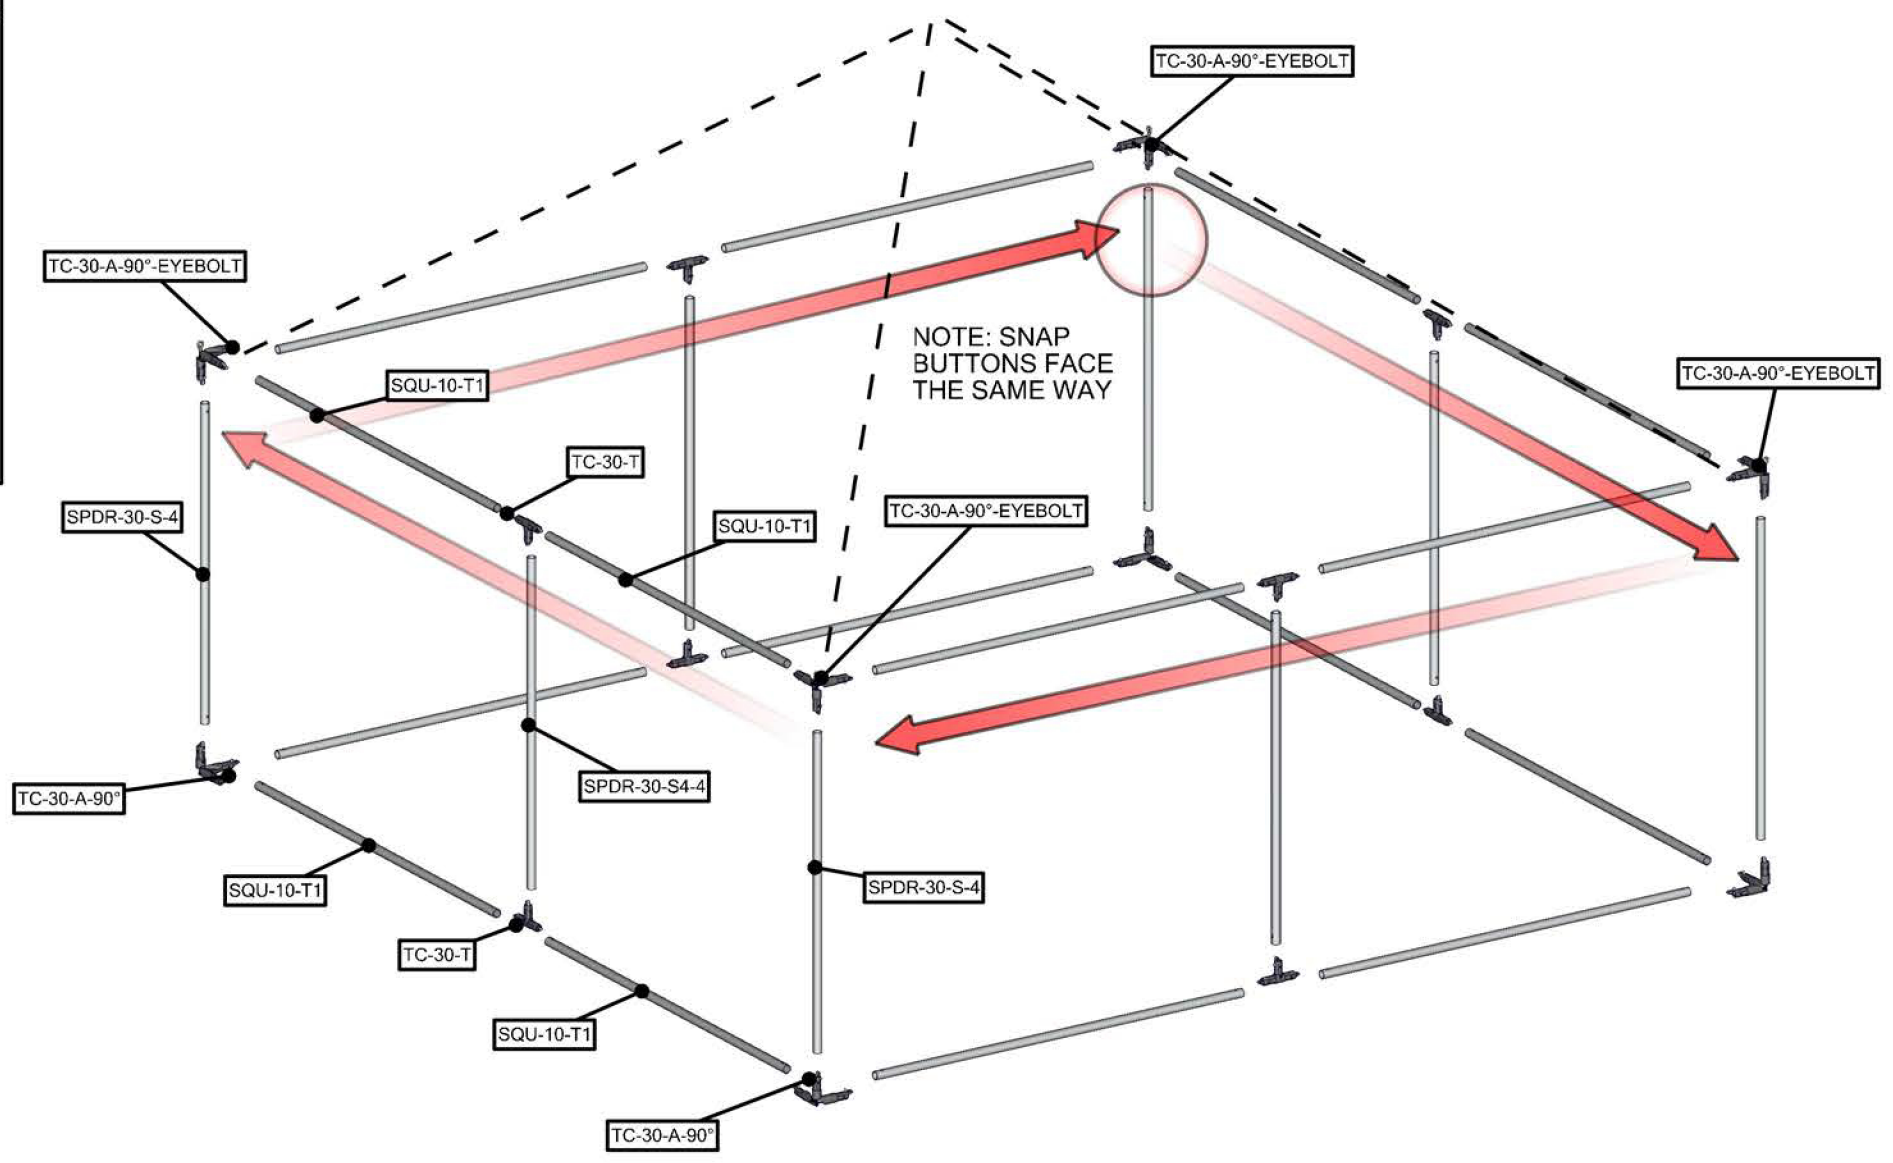 TC-30-A-90°-EYEBOLT
TC-30-A-90°-EYEBOLT
NOTE: SNAP
BUTTONS FACE
THE SAME WAY
TC-30-A-90°-EYEBOLT
SQU-10-T1
TC-30-T
TC-30-A-90°-EYEBOLT
SPDR-30-S-4
SQU-10-T1
SPDR-30-S4-4
TC-30-A-90°
SQU-10-T1
SPDR-30-S-4
TC-30-T
SQU-10-T1
TC-30-A-90°